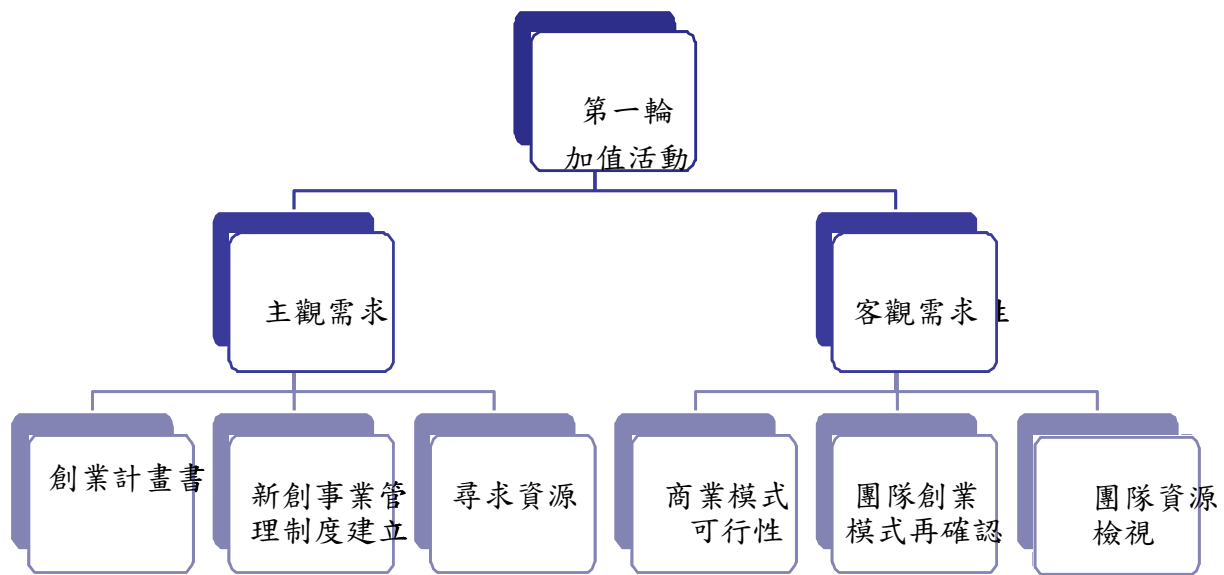 第一輪
加值活動
主觀需求
客觀需求
創業計畫書
新創事業管
理制度建立
尋求資源
商業模式
可行性
團隊創業
模式再確認
團隊資源
檢視